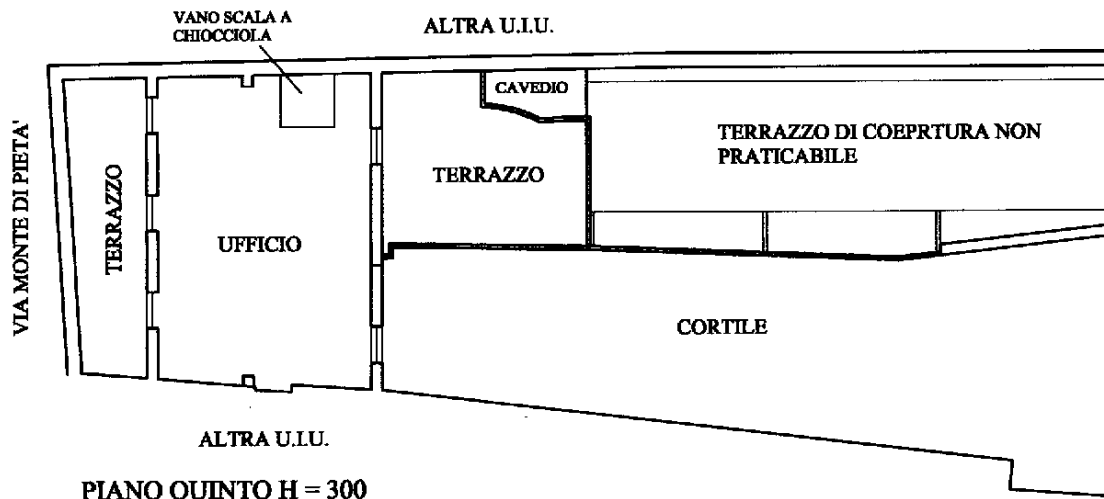 VANO SCALA A
CHIOCCIOLA
ALTRA U.I.U.
CAVEDIO
TERRAZZO DI COEPRTURA NON
PRATICABILE
VIA MONTE DI PIETA'
TERRAZZO
UFFICIO
TERRAZZO
CORTILE
ALTRA U.I.U.
PIANO QUINTO H = 300